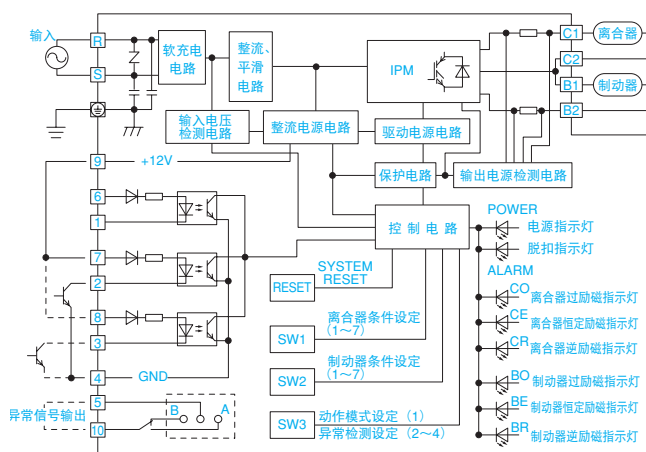 输入
R
S
软充电
电路
整流、
平滑
电路
IPM
C1
离合器
C2
B1
制动器
B2
输入电压
检测电路
整流电源电路
驱动电源电路
保护电路
输出电源检测电路
9
+12V
6
1
7
2
8
3
4
GND
5
异常信号输出
10
B
A
控制电路
SYSTEM
RESET
RESET
SW1
离合器条件设定
(1～7)
SW2
制动器条件设定
(1～7)
SW3
动作模式设定(1)
异常检测设定(2～4)
POWER
电源指示灯
脱扣指示灯
ALARM
CO
离合器过励磁指示灯
CE
离合器恒定励磁指示灯
CR
离合器逆励磁指示灯
BO
制动器过励磁指示灯
BE
制动器恒定励磁指示灯
BR
制动器逆励磁指示灯